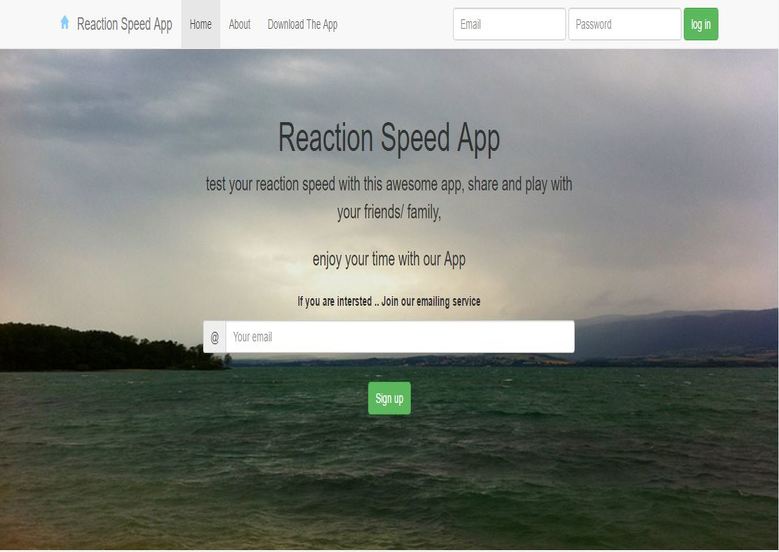 Reaction Speed App Home About Download The App Email Password log in
Reaction Speed App
test your reaction speed with this awesome app, share and play with
your friends/ family,
enjoy your time with our App
If you are intersted .. Join our emailing service
@ Your email
Sign up